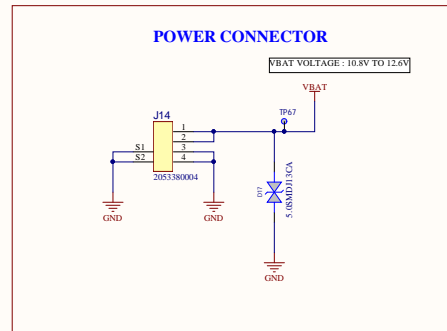 POWER CONNECTOR
VBAT VOLTAGE : 10.8V TO 12.6V
VBAT
J14
TP67
1
2
S1
3
S2
4
2053380004
D17
5.0SMDJ13CA
GND
GND
GND